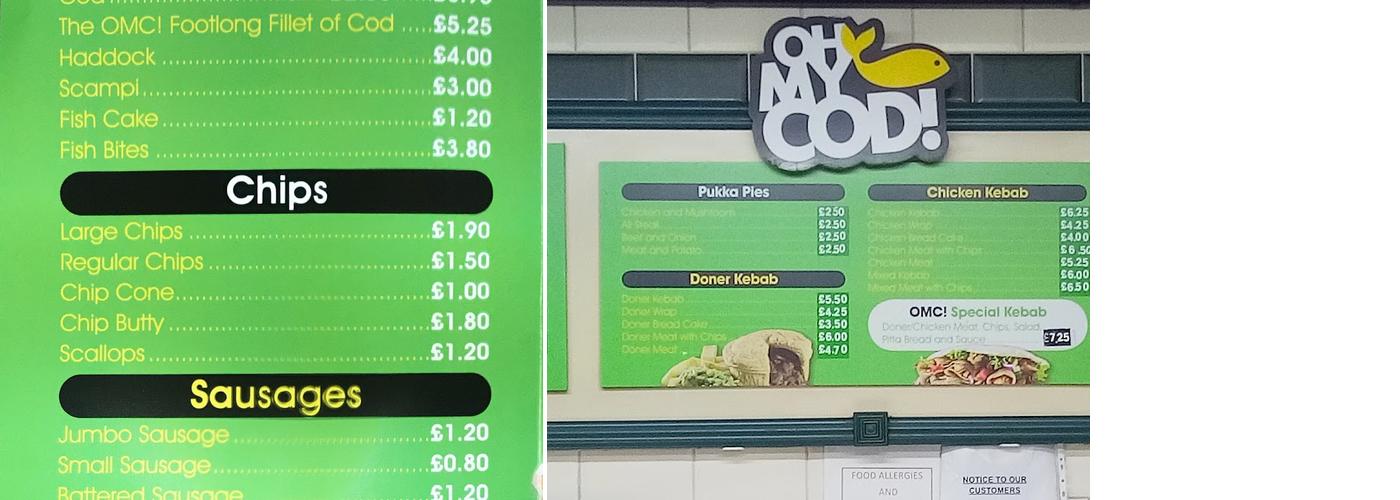 The OMC! Footlong Fillet of Cod ..... £5.25
Haddock ..... £4.00
Scampi ..... £3.00
Fish Cake ..... £1.20
Fish Bites ..... £3.80
Chips
Large Chips ..... £1.90
Regular Chips ..... £1.50
Chip Cone ..... £1.00
Chip Butty ..... £1.80
Scallops ..... £1.20
Sausages
Jumbo Sausage ..... £1.20
Small Sausage ..... £0.80
Battered Sausage ..... £1.20
OH
MY
COD!
Pukka Pies
Chicken and Mushroom ..... £2.50
All Steak ..... £2.50
Beef and Onion ..... £2.50
Meat and Potato ..... £2.50
Doner Kebab
Doner Kebab ..... £5.50
Doner Wrap ..... £4.25
Doner Bread Cake ..... £3.50
Doner Meat with Chips ..... £6.00
Doner Meat ..... £4.70
Chicken Kebab
Chicken Kebab ..... £6.25
Chicken Wrap ..... £4.25
Chicken Bread Cake ..... £4.00
Chicken Meat with Chips ..... £6.50
Chicken Meat ..... £5.25
Mixed Kebab ..... £6.00
Mixed Meat with Chips ..... £6.50
OMC! Special Kebab
Doner/Chicken Meat, Chips, Salad,
Pitta Bread and Sauce ..... £7.25
FOOD ALLERGIES
AND
NOTICE TO OUR
CUSTOMERS